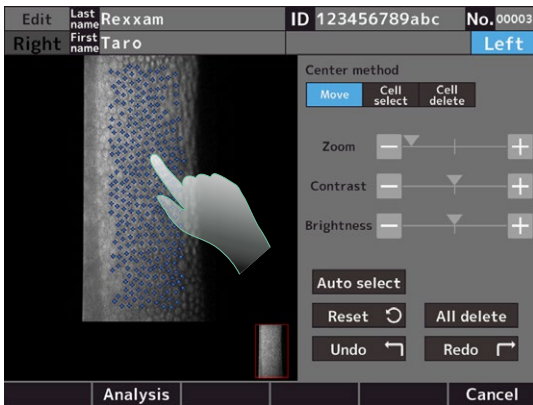 Edit Last name Rexxam ID 123456789abc No. 00003
Right First name Taro Left
Center method
Move Cell select Cell delete
Zoom
Contrast
Brightness
Auto select
Reset All delete
Undo Redo
Analysis Cancel